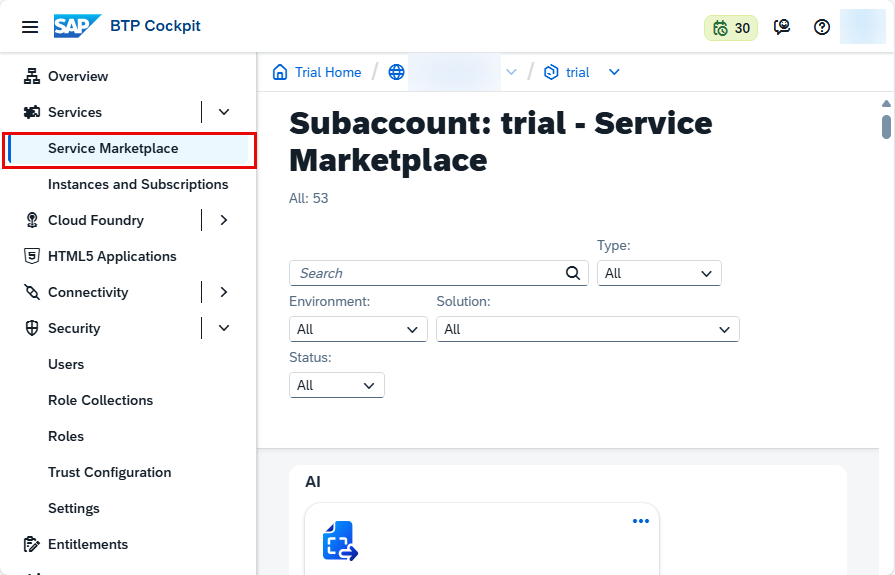 SAP BTP Cockpit
30
Overview
Services
Service Marketplace
Instances and Subscriptions
Cloud Foundry
HTML5 Applications
Connectivity
Security
Users
Role Collections
Roles
Trust Configuration
Settings
Entitlements
Trial Home / / trial
Subaccount: trial - Service
Marketplace
All: 53
Type:
Search All
Environment: Solution:
All All
Status:
All
AI